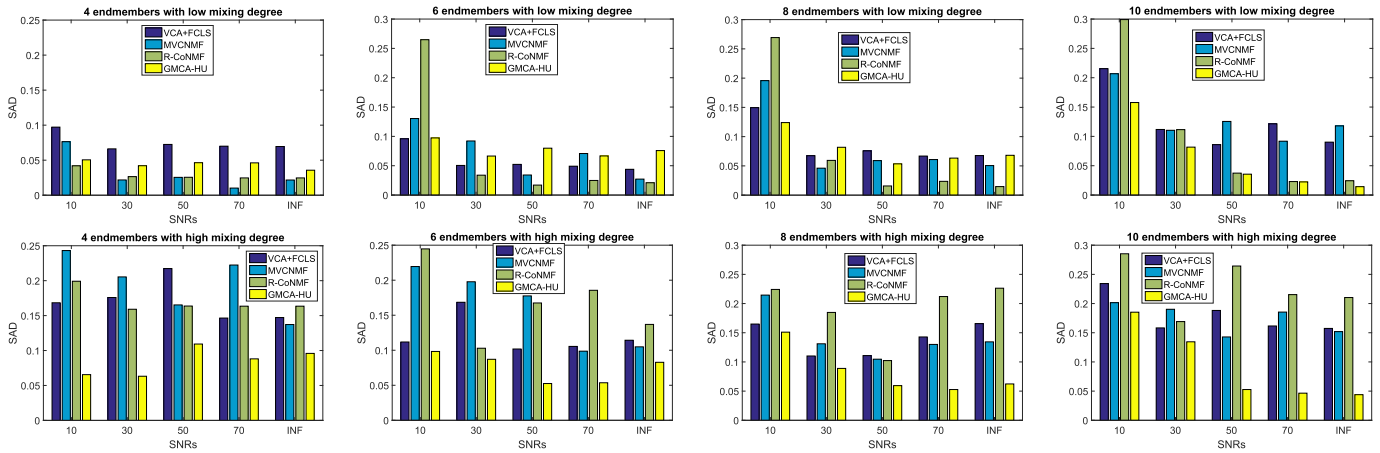 4 endmembers with low mixing degree
0.25
0.2
0.15
0.1
0.05
0
SAD
VCA+FCLS
MVCNMF
R-CoNMF
GMCA-HU
10 30 50 70 INF
SNRs
6 endmembers with low mixing degree
0.3
0.25
0.2
0.15
0.1
0.05
0
SAD
VCA+FCLS
MVCNMF
R-CoNMF
GMCA-HU
10 30 50 70 INF
SNRs
8 endmembers with low mixing degree
0.3
0.25
0.2
0.15
0.1
0.05
0
SAD
VCA+FCLS
MVCNMF
R-CoNMF
GMCA-HU
10 30 50 70 INF
SNRs
10 endmembers with low mixing degree
0.3
0.25
0.2
0.15
0.1
0.05
0
SAD
VCA+FCLS
MVCNMF
R-CoNMF
GMCA-HU
10 30 50 70 INF
SNRs
4 endmembers with high mixing degree
0.25
0.2
0.15
0.1
0.05
0
SAD
VCA+FCLS
MVCNMF
R-CoNMF
GMCA-HU
10 30 50 70 INF
SNRs
6 endmembers with high mixing degree
0.25
0.2
0.15
0.1
0.05
0
SAD
VCA+FCLS
MVCNMF
R-CoNMF
GMCA-HU
10 30 50 70 INF
SNRs
8 endmembers with high mixing degree
0.3
0.25
0.2
0.15
0.1
0.05
0
SAD
VCA+FCLS
MVCNMF
R-CoNMF
GMCA-HU
10 30 50 70 INF
SNRs
10 endmembers with high mixing degree
0.3
0.25
0.2
0.15
0.1
0.05
0
SAD
VCA+FCLS
MVCNMF
R-CoNMF
GMCA-HU
10 30 50 70 INF
SNRs